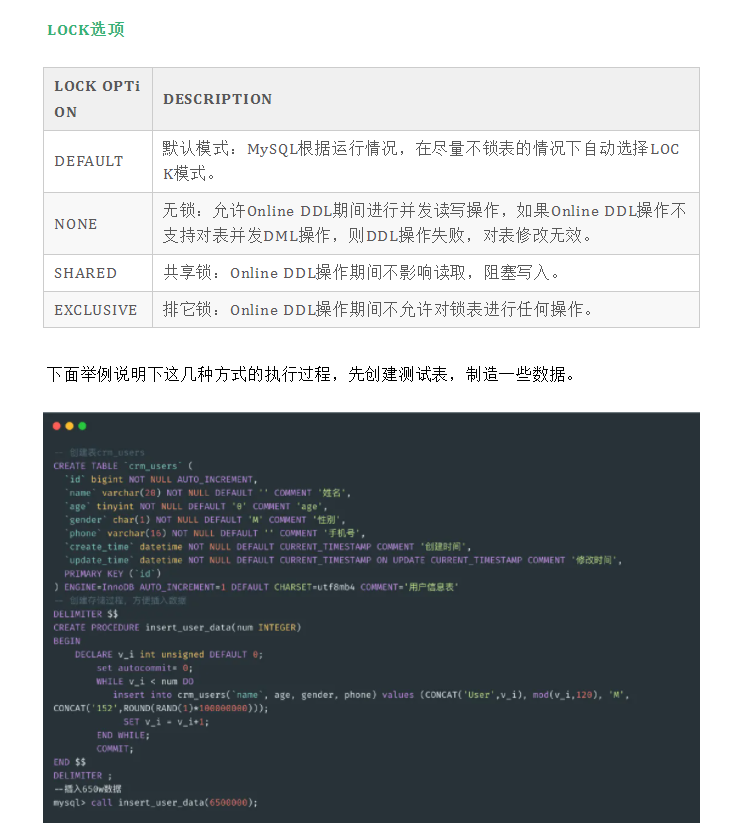 LOCK选项
LOCK OPTi
ON
DESCRIPTION
DEFAULT
默认模式：MySQL根据运行情况，在尽量不锁表的情况下自动选择LOC
K模式。
NONE
无锁：允许Online DDL期间进行并发读写操作，如果Online DDL操作不
支持对表并发DML操作，则DDL操作失败，对表修改无效。
SHARED
共享锁：Online DDL操作期间不影响读取，阻塞写入。
EXCLUSIVE
排它锁：Online DDL操作期间不允许对锁表进行任何操作。
下面举例说明下这几种方式的执行过程，先创建测试表，制造一些数据。
-- 创建表crm_users
CREATE TABLE `crm_users` (
`id` bigint NOT NULL AUTO_INCREMENT,
`name` varchar(20) NOT NULL DEFAULT '' COMMENT '姓名',
`age` tinyint NOT NULL DEFAULT '0' COMMENT 'age',
`gender` char(1) NOT NULL DEFAULT 'M' COMMENT '性别',
`phone` varchar(16) NOT NULL DEFAULT '' COMMENT '手机号',
`create_time` datetime NOT NULL DEFAULT CURRENT_TIMESTAMP COMMENT '创建时间',
`update_time` datetime NOT NULL DEFAULT CURRENT_TIMESTAMP ON UPDATE CURRENT_TIMESTAMP COMMENT '修改时间',
PRIMARY KEY (`id`)
) ENGINE=InnoDB AUTO_INCREMENT=1 DEFAULT CHARSET=utf8mb4 COMMENT='用户信息表'
-- 创建存储过程，方便插入数据
DELIMITER $$
CREATE PROCEDURE insert_user_data(num INTEGER)
BEGIN
DECLARE v_i int unsigned DEFAULT 0;
set autocommit= 0;
WHILE v_i < num DO
insert into crm_users(`name`, age, gender, phone) values (CONCAT('User',v_i), mod(v_i,120), 'M',
CONCAT('152',ROUND(RAND(1)*100000000)));
SET v_i = v_i+1;
END WHILE;
COMMIT;
END $$
DELIMITER ;
--插入650w数据
mysql> call insert_user_data(6500000);